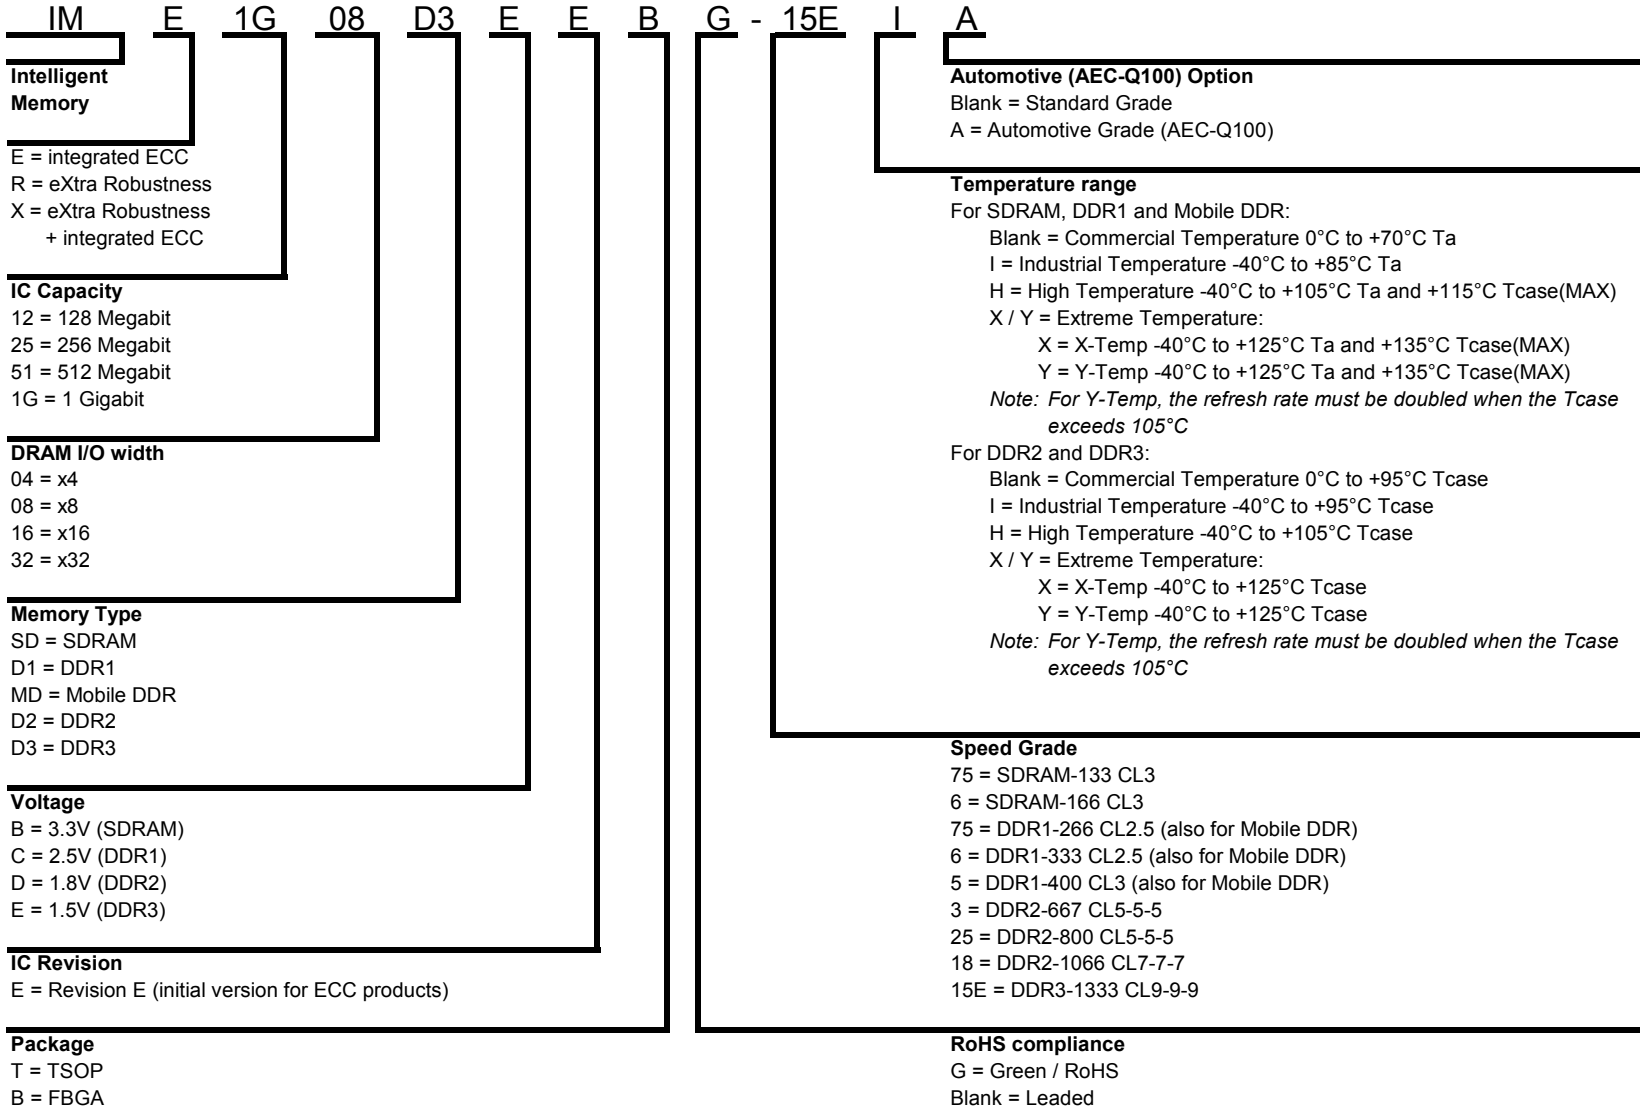 IM E 1G 08 D3 E E B G - 15E I A
Intelligent
Memory
E = integrated ECC
R = eXtra Robustness
X = eXtra Robustness
+ integrated ECC
IC Capacity
12 = 128 Megabit
25 = 256 Megabit
51 = 512 Megabit
1G = 1 Gigabit
DRAM I/O width
04 = x4
08 = x8
16 = x16
32 = x32
Memory Type
SD = SDRAM
D1 = DDR1
MD = Mobile DDR
D2 = DDR2
D3 = DDR3
Voltage
B = 3.3V (SDRAM)
C = 2.5V (DDR1)
D = 1.8V (DDR2)
E = 1.5V (DDR3)
IC Revision
E = Revision E (initial version for ECC products)
Package
T = TSOP
B = FBGA
Automotive (AEC-Q100) Option
Blank = Standard Grade
A = Automotive Grade (AEC-Q100)
Temperature range
For SDRAM, DDR1 and Mobile DDR:
Blank = Commercial Temperature 0°C to +70°C Ta
I = Industrial Temperature -40°C to +85°C Ta
H = High Temperature -40°C to +105°C Ta and +115°C Tcase(MAX)
X / Y = Extreme Temperature:
X = X-Temp -40°C to +125°C Ta and +135°C Tcase(MAX)
Y = Y-Temp -40°C to +125°C Ta and +135°C Tcase(MAX)
Note: For Y-Temp, the refresh rate must be doubled when the Tcase
exceeds 105°C
For DDR2 and DDR3:
Blank = Commercial Temperature 0°C to +95°C Tcase
I = Industrial Temperature -40°C to +95°C Tcase
H = High Temperature -40°C to +105°C Tcase
X / Y = Extreme Temperature:
X = X-Temp -40°C to +125°C Tcase
Y = Y-Temp -40°C to +125°C Tcase
Note: For Y-Temp, the refresh rate must be doubled when the Tcase
exceeds 105°C
Speed Grade
75 = SDRAM-133 CL3
6 = SDRAM-166 CL3
75 = DDR1-266 CL2.5 (also for Mobile DDR)
6 = DDR1-333 CL2.5 (also for Mobile DDR)
5 = DDR1-400 CL3 (also for Mobile DDR)
3 = DDR2-667 CL5-5-5
25 = DDR2-800 CL5-5-5
18 = DDR2-1066 CL7-7-7
15E = DDR3-1333 CL9-9-9
RoHS compliance
G = Green / RoHS
Blank = Leaded